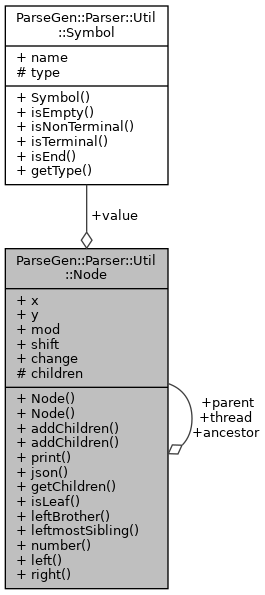 ParseGen::Parser::Util
::Symbol
+ name
# type
+ Symbol()
+ isEmpty()
+ isNonTerminal()
+ isTerminal()
+ isEnd()
+ getType()
+value
ParseGen::Parser::Util
::Node
+ x
+ y
+ mod
+ shift
+ change
# children
+ Node()
+ Node()
+ addChildren()
+ addChildren()
+ print()
+ json()
+ getChildren()
+ isLeaf()
+ leftBrother()
+ leftmostSibling()
+ number()
+ left()
+ right()
+parent
+thread
+ancestor